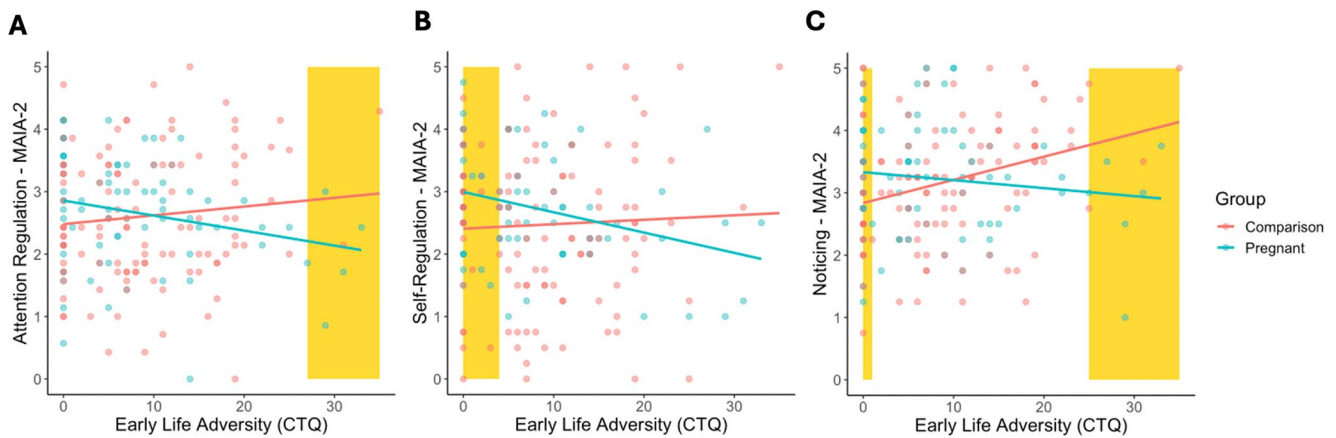 A
B
C
Attention Regulation - MAIA-2
5
4
3
2
1
0
0 10 20 30
Early Life Adversity (CTQ)
Self-Regulation - MAIA-2
5
4
3
2
1
0
0 10 20 30
Early Life Adversity (CTQ)
Noticing - MAIA-2
5
4
3
2
1
0
0 10 20 30
Early Life Adversity (CTQ)
Group
Comparison
Pregnant